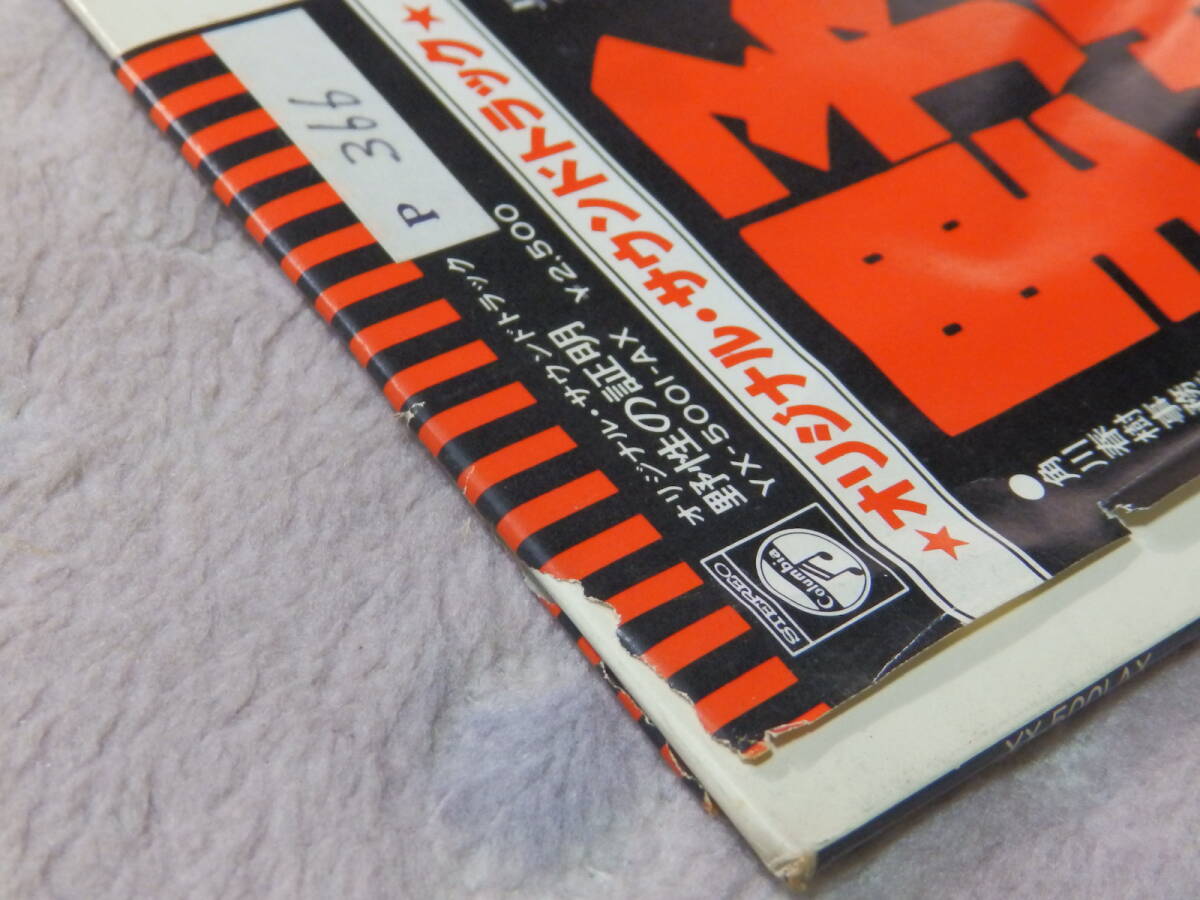 ★オリジナル・サウンドトラック★
P 366
オリジナル・サウンドトラック
野性の証明 ¥2,500
YX-5001-AX
Columbia
STEREO
●角川春樹事務
YX-5001-AX